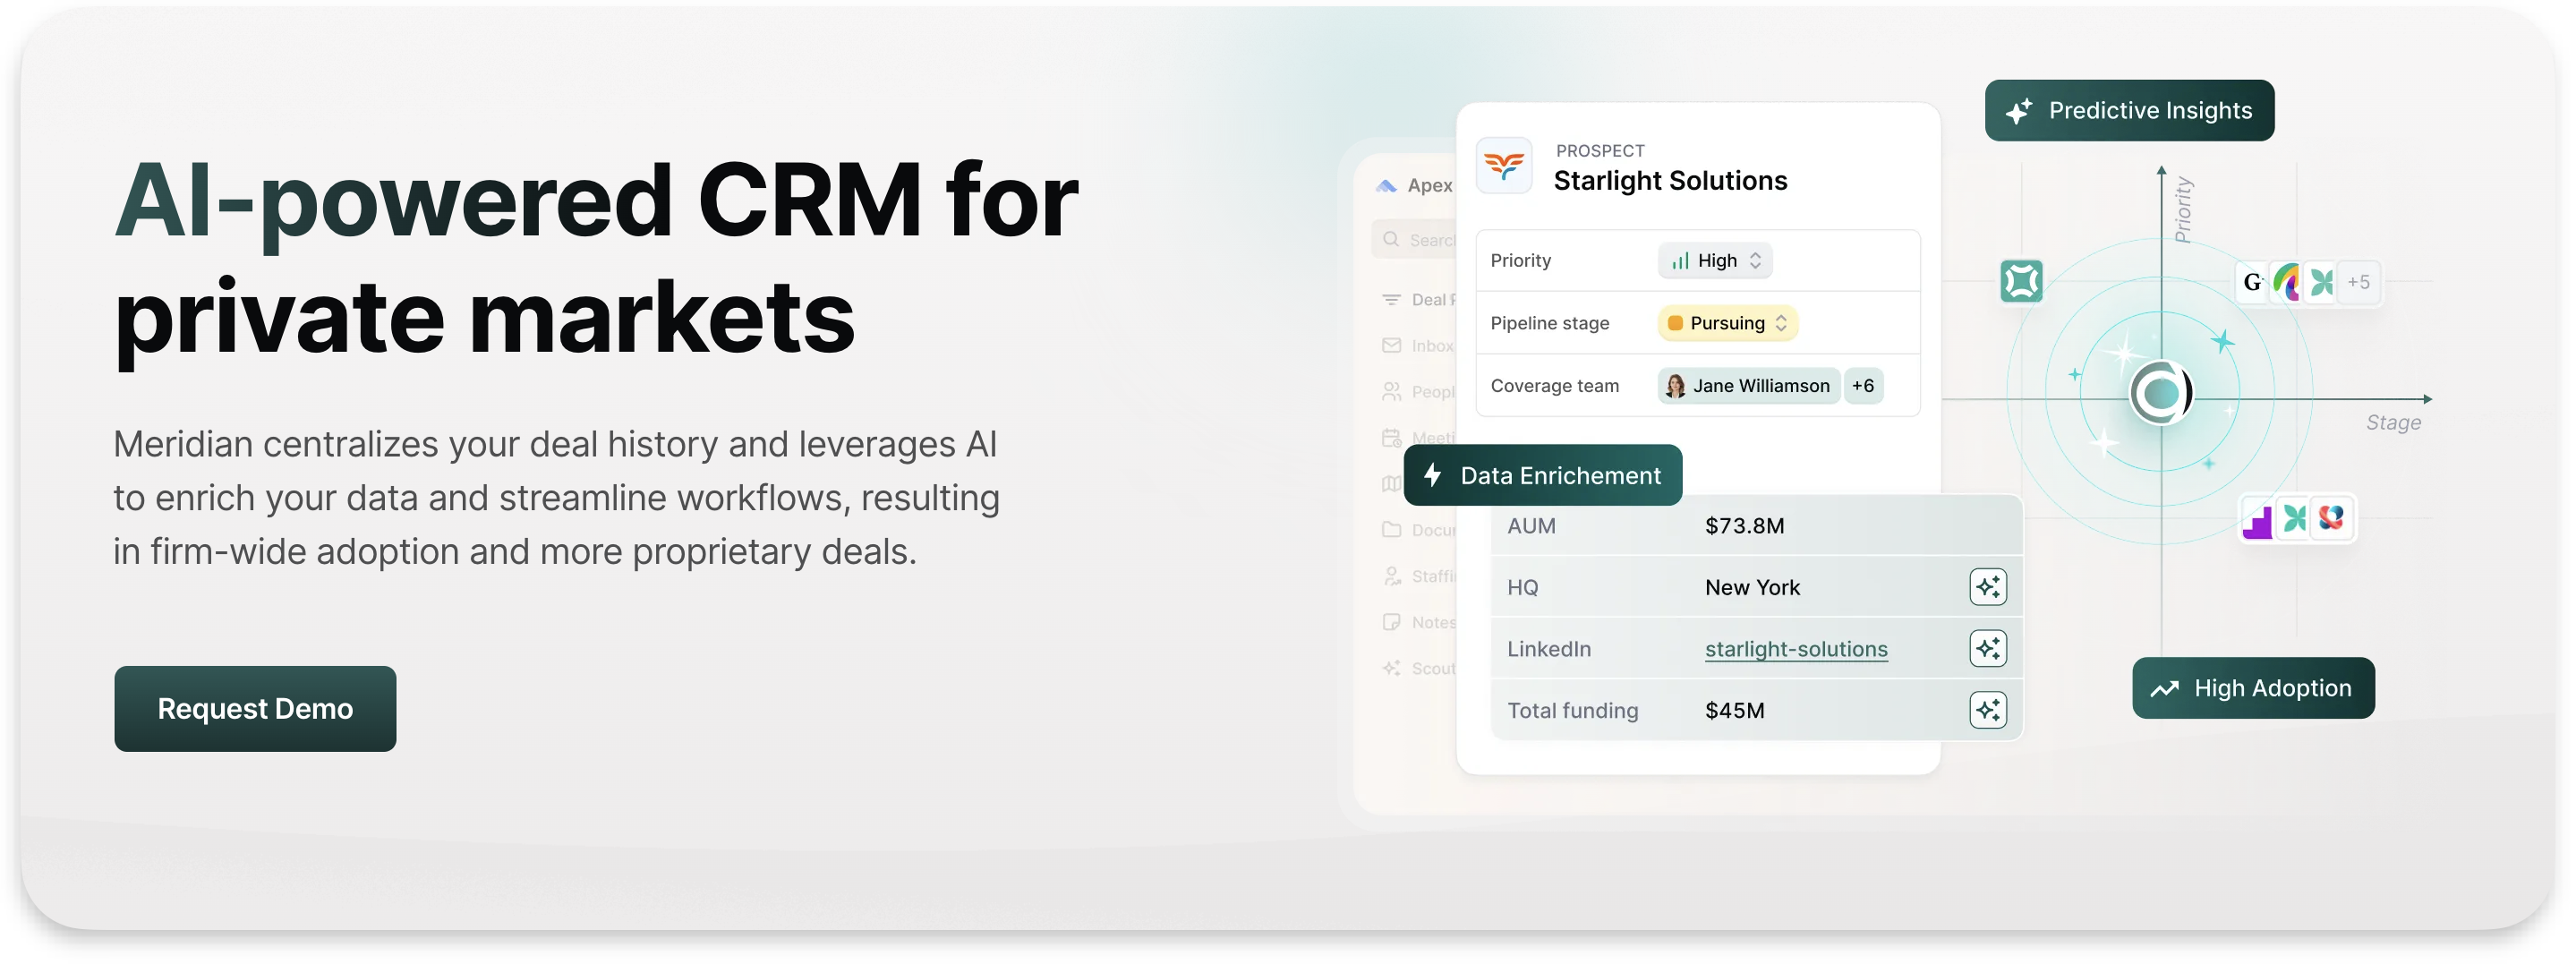 AI-powered CRM for
private markets
Meridian centralizes your deal history and leverages AI
to enrich your data and streamline workflows, resulting
in firm-wide adoption and more proprietary deals.
Request Demo
Apex
Search
Deal
Inbox
Peopl
Meeti
Docu
Staffi
Notes
Scout
PROSPECT
Starlight Solutions
Priority High
Pipeline stage Pursuing
Coverage team Jane Williamson +6
Data Enrichement
AUM $73.8M
HQ New York
LinkedIn starlight-solutions
Total funding $45M
Predictive Insights
Priority
G +5
Stage
High Adoption